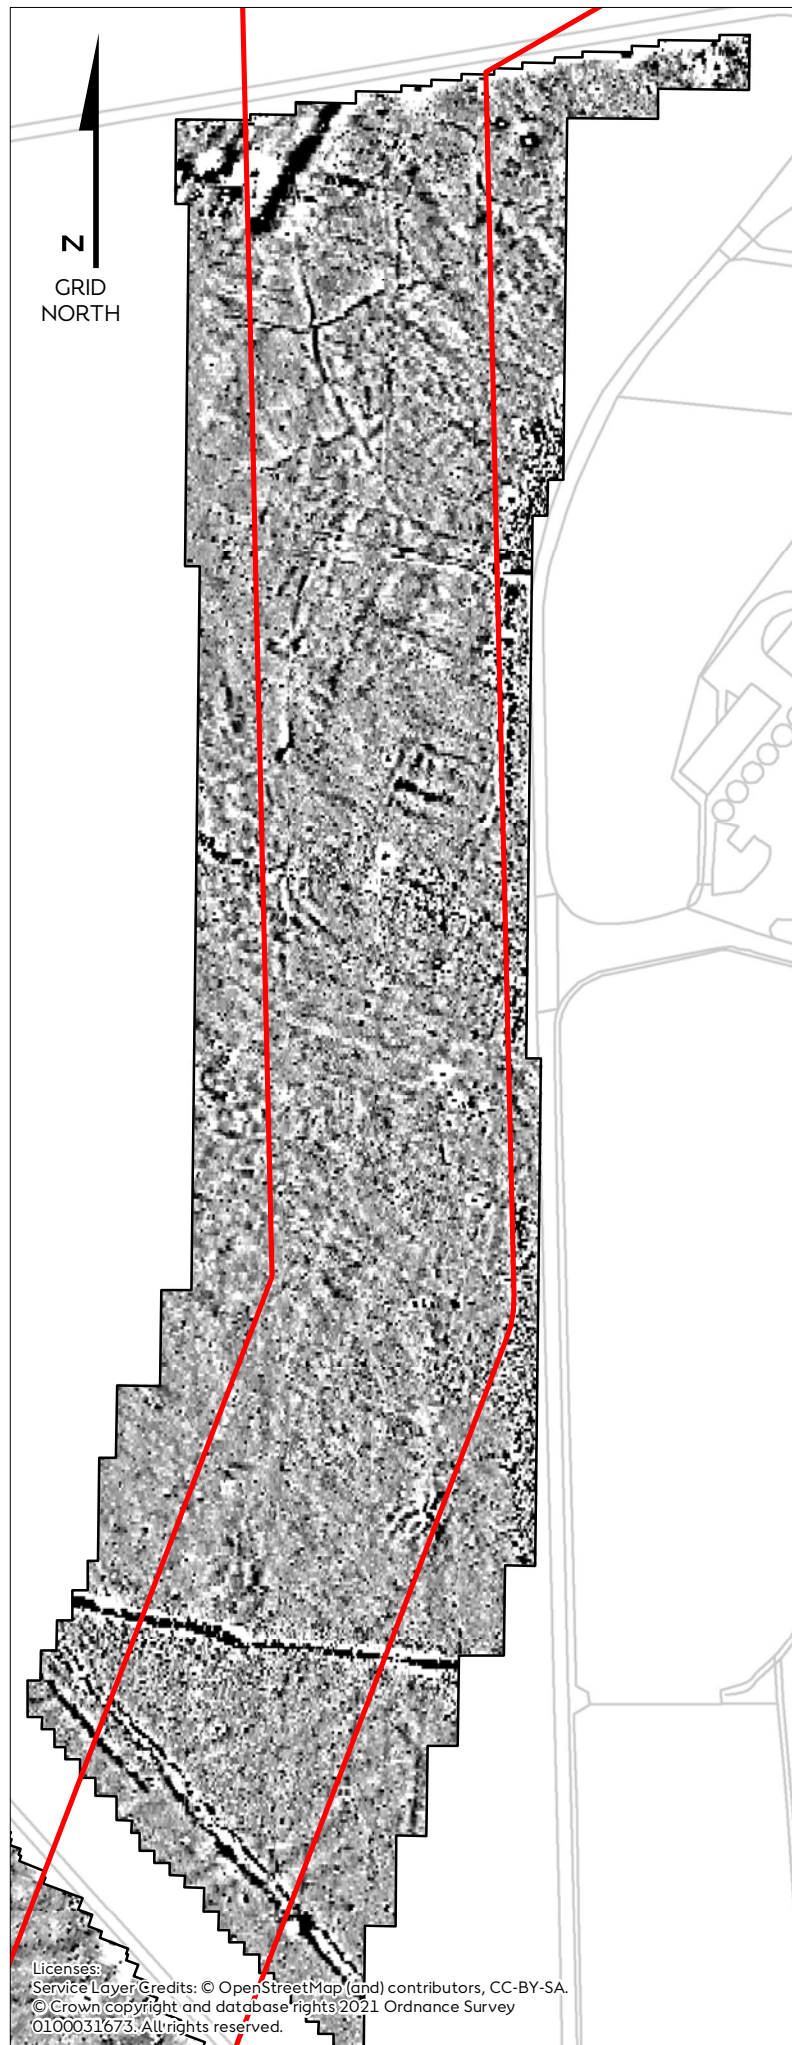 N
GRID
NORTH
Licenses:
Service Layer Credits: © OpenStreetMap (and) contributors, CC-BY-SA.
© Crown copyright and database rights 2021 Ordnance Survey
0100031673. All rights reserved.